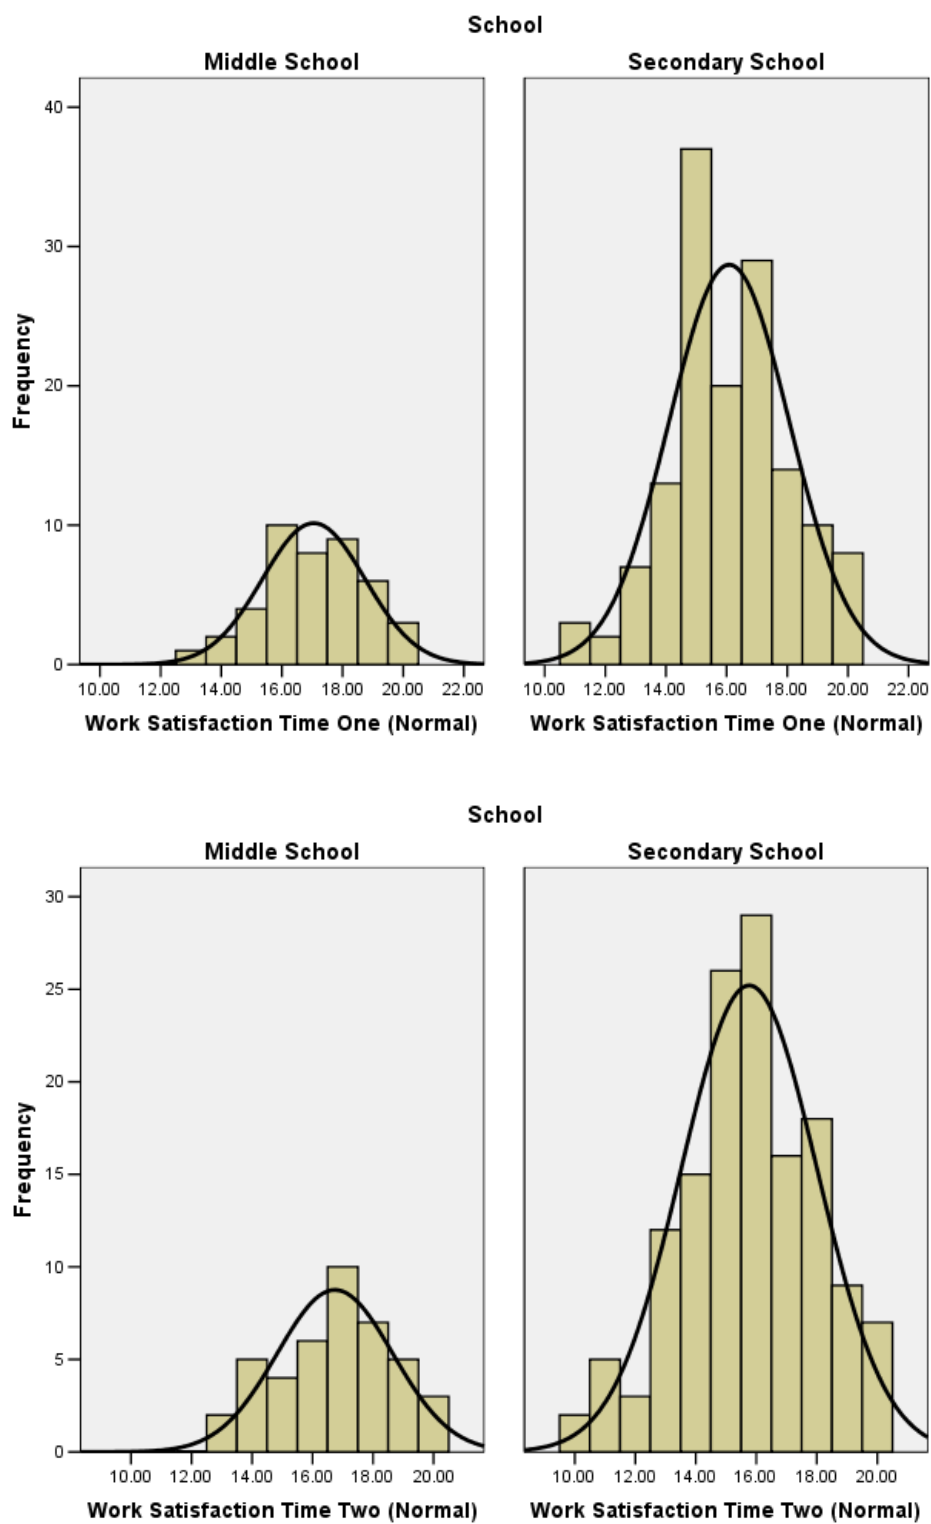 School
Middle School Secondary School
40
30
20
10
0
Frequency
10.00 12.00 14.00 16.00 18.00 20.00 22.00 10.00 12.00 14.00 16.00 18.00 20.00 22.00
Work Satisfaction Time One (Normal) Work Satisfaction Time One (Normal)
School
Middle School Secondary School
30
25
20
15
10
5
0
Frequency
10.00 12.00 14.00 16.00 18.00 20.00 10.00 12.00 14.00 16.00 18.00 20.00
Work Satisfaction Time Two (Normal) Work Satisfaction Time Two (Normal)